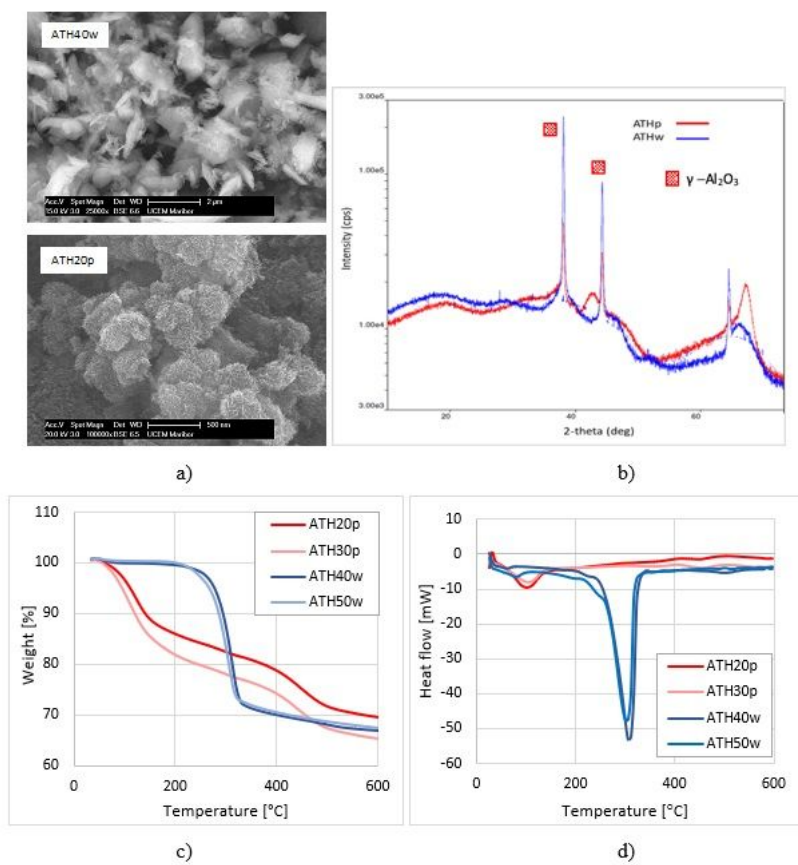 ATH40w
Acc.V Spot Magn Det WD 2 µm
15.0 kV 3.0 25000x BSE 6.6 UCEM Maribor
ATH20p
Acc.V Spot Magn Det WD 500 nm
20.0 kV 3.0 100000x BSE 6.5 UCEM Maribor
a)
3.00e5
1.00e5
1.00e4
3.00e3
Intensity (cps)
ATHp
ATHw
γ –Al₂O₃
20
40
60
2-theta (deg)
b)
110
100
90
80
70
60
Weight [%]
ATH20p
ATH30p
ATH40w
ATH50w
0
200
400
600
Temperature [°C]
c)
10
0
-10
-20
-30
-40
-50
-60
Heat flow [mW]
ATH20p
ATH30p
ATH40w
ATH50w
0
200
400
600
Temperature [°C]
d)